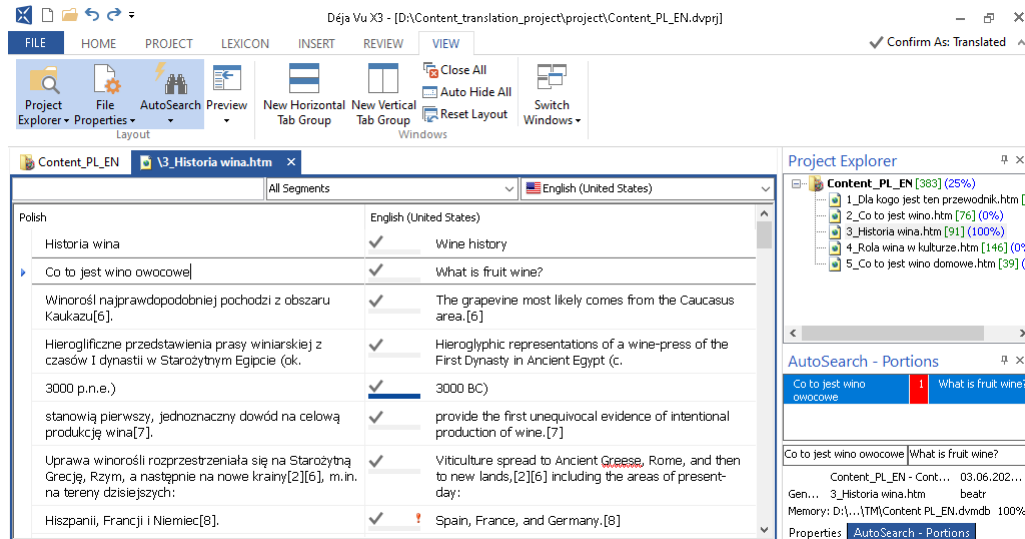 Déja Vu X3 - [D:\Content_translation_project\project\Content_PL_EN.dvprj]
FILE HOME PROJECT LEXICON INSERT REVIEW VIEW Confirm As: Translated
Project Explorer
File Properties
AutoSearch
Preview
New Horizontal Tab Group
New Vertical Tab Group
Close All
Auto Hide All
Reset Layout
Switch Windows
Layout
Windows
Content_PL_EN
\3_Historia wina.htm
All Segments
English (United States)
Polish
English (United States)
Historia wina
Wine history
Co to jest wino owocowe
What is fruit wine?
Winorośl najprawdopodobniej pochodzi z obszaru
Kaukazu[6].
The grapevine most likely comes from the Caucasus
area.[6]
Hieroglificzne przedstawienia prasy winiarskiej z
czasów I dynastii w Starożytnym Egipcie (ok.
Hieroglyphic representations of a wine-press of the
First Dynasty in Ancient Egypt (c.
3000 p.n.e.)
3000 BC)
stanowią pierwszy, jednoznaczny dowód na celową
produkcję wina[7].
provide the first unequivocal evidence of intentional
production of wine.[7]
Uprawa winorośli rozprzestrzeniała się na Starożytną
Grecję, Rzym, a następnie na nowe krainy[2][6], m.in.
na tereny dzisiejszych:
Viticulture spread to Ancient Greese, Rome, and then
to new lands,[2][6] including the areas of present-
day:
Hiszpanii, Francji i Niemiec[8].
Spain, France, and Germany.[8]
Project Explorer
Content_PL_EN [383] (25%)
1_Dla kogo jest ten przewodnik.htm [
2_Co to jest wino.htm [76] (0%)
3_Historia wina.htm [91] (100%)
4_Rola wina w kulturze.htm [146] (0%
5_Co to jest wino domowe.htm [39] (
AutoSearch - Portions
Co to jest wino
owocowe
1
What is fruit wine?
Co to jest wino owocowe
What is fruit wine?
Content_PL_EN - Cont... 03.06.202...
Gen... 3_Historia wina.htm beatr
Memory: D:\...\TM\Content PL_EN.dvmdb 100%
Properties
AutoSearch - Portions